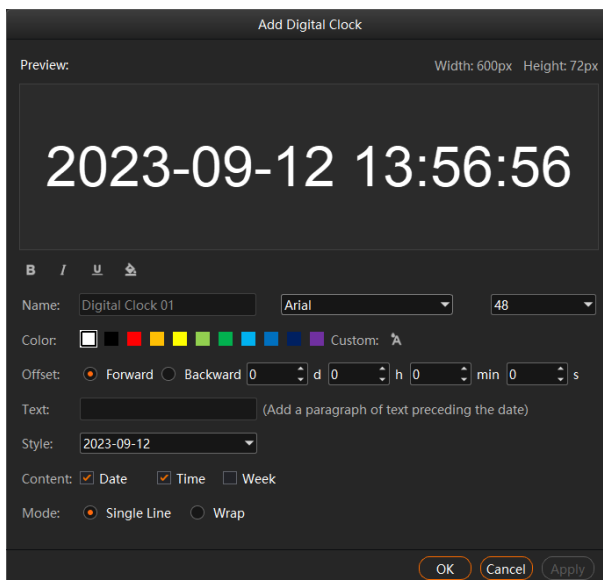 Add Digital Clock
Preview: Width: 600px Height: 72px
2023-09-12 13:56:56
B I U
Name: Digital Clock 01 Arial 48
Color: Custom: A
Offset: Forward Backward 0 d 0 h 0 min 0 s
Text: (Add a paragraph of text preceding the date)
Style: 2023-09-12
Content: Date Time Week
Mode: Single Line Wrap
OK Cancel Apply